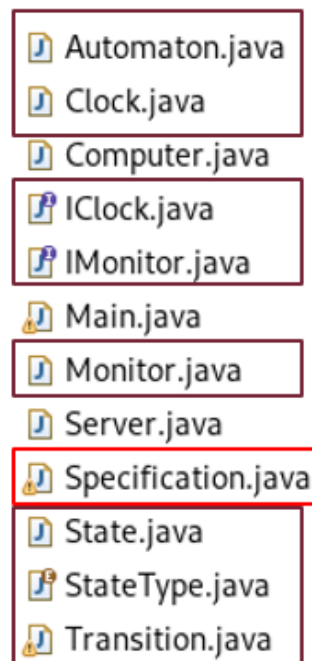 Automaton.java
Clock.java
Computer.java
IClock.java
IMonitor.java
Main.java
Monitor.java
Server.java
Specification.java
State.java
StateType.java
Transition.java